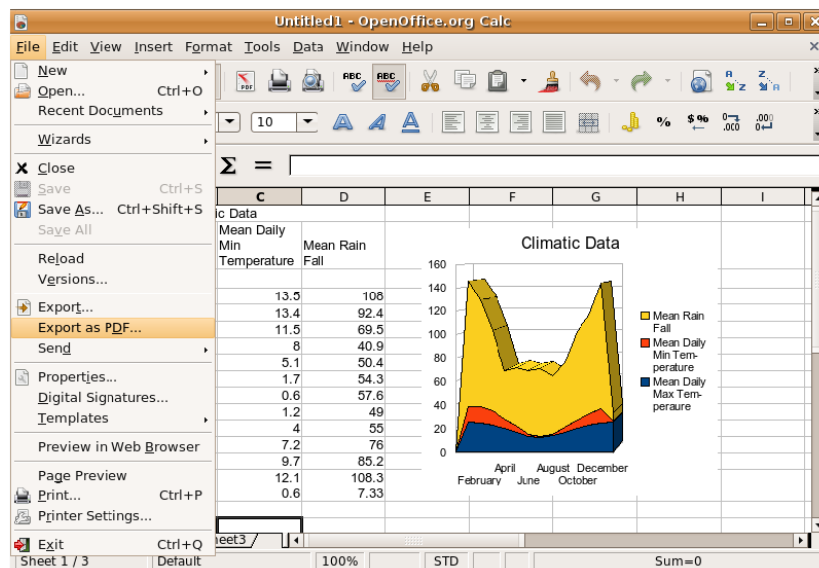 Untitled1 - OpenOffice.org Calc
File Edit View Insert Format Tools Data Window Help
New
Open... Ctrl+O
Recent Documents
Wizards
Close
Save Ctrl+S
Save As... Ctrl+Shift+S
Save All
Reload
Versions...
Export...
Export as PDF...
Send
Properties...
Digital Signatures...
Templates
Preview in Web Browser
Page Preview
Print... Ctrl+P
Printer Settings...
Exit Ctrl+Q
PDF ABC ABC A Z Z A
10 A A A % $% 0 .000 .000 0
Σ =
C D E F G H I
ic Data
Mean Daily
Min Mean Rain
Temperature Fall
13.5 108
13.4 92.4
11.5 69.5
8 40.9
5.1 50.4
1.7 54.3
0.6 57.6
1.2 49
4 55
7.2 76
9.7 85.2
12.1 108.3
0.6 7.33
Climatic Data
160
140
120
100
80
60
40
20
0
April August December
February June October
Mean Rain
Fall
Mean Daily
Min Tem-
perature
Mean Daily
Max Tem-
peraure
heet3
Sheet 1 / 3 Default 100% STD Sum=0